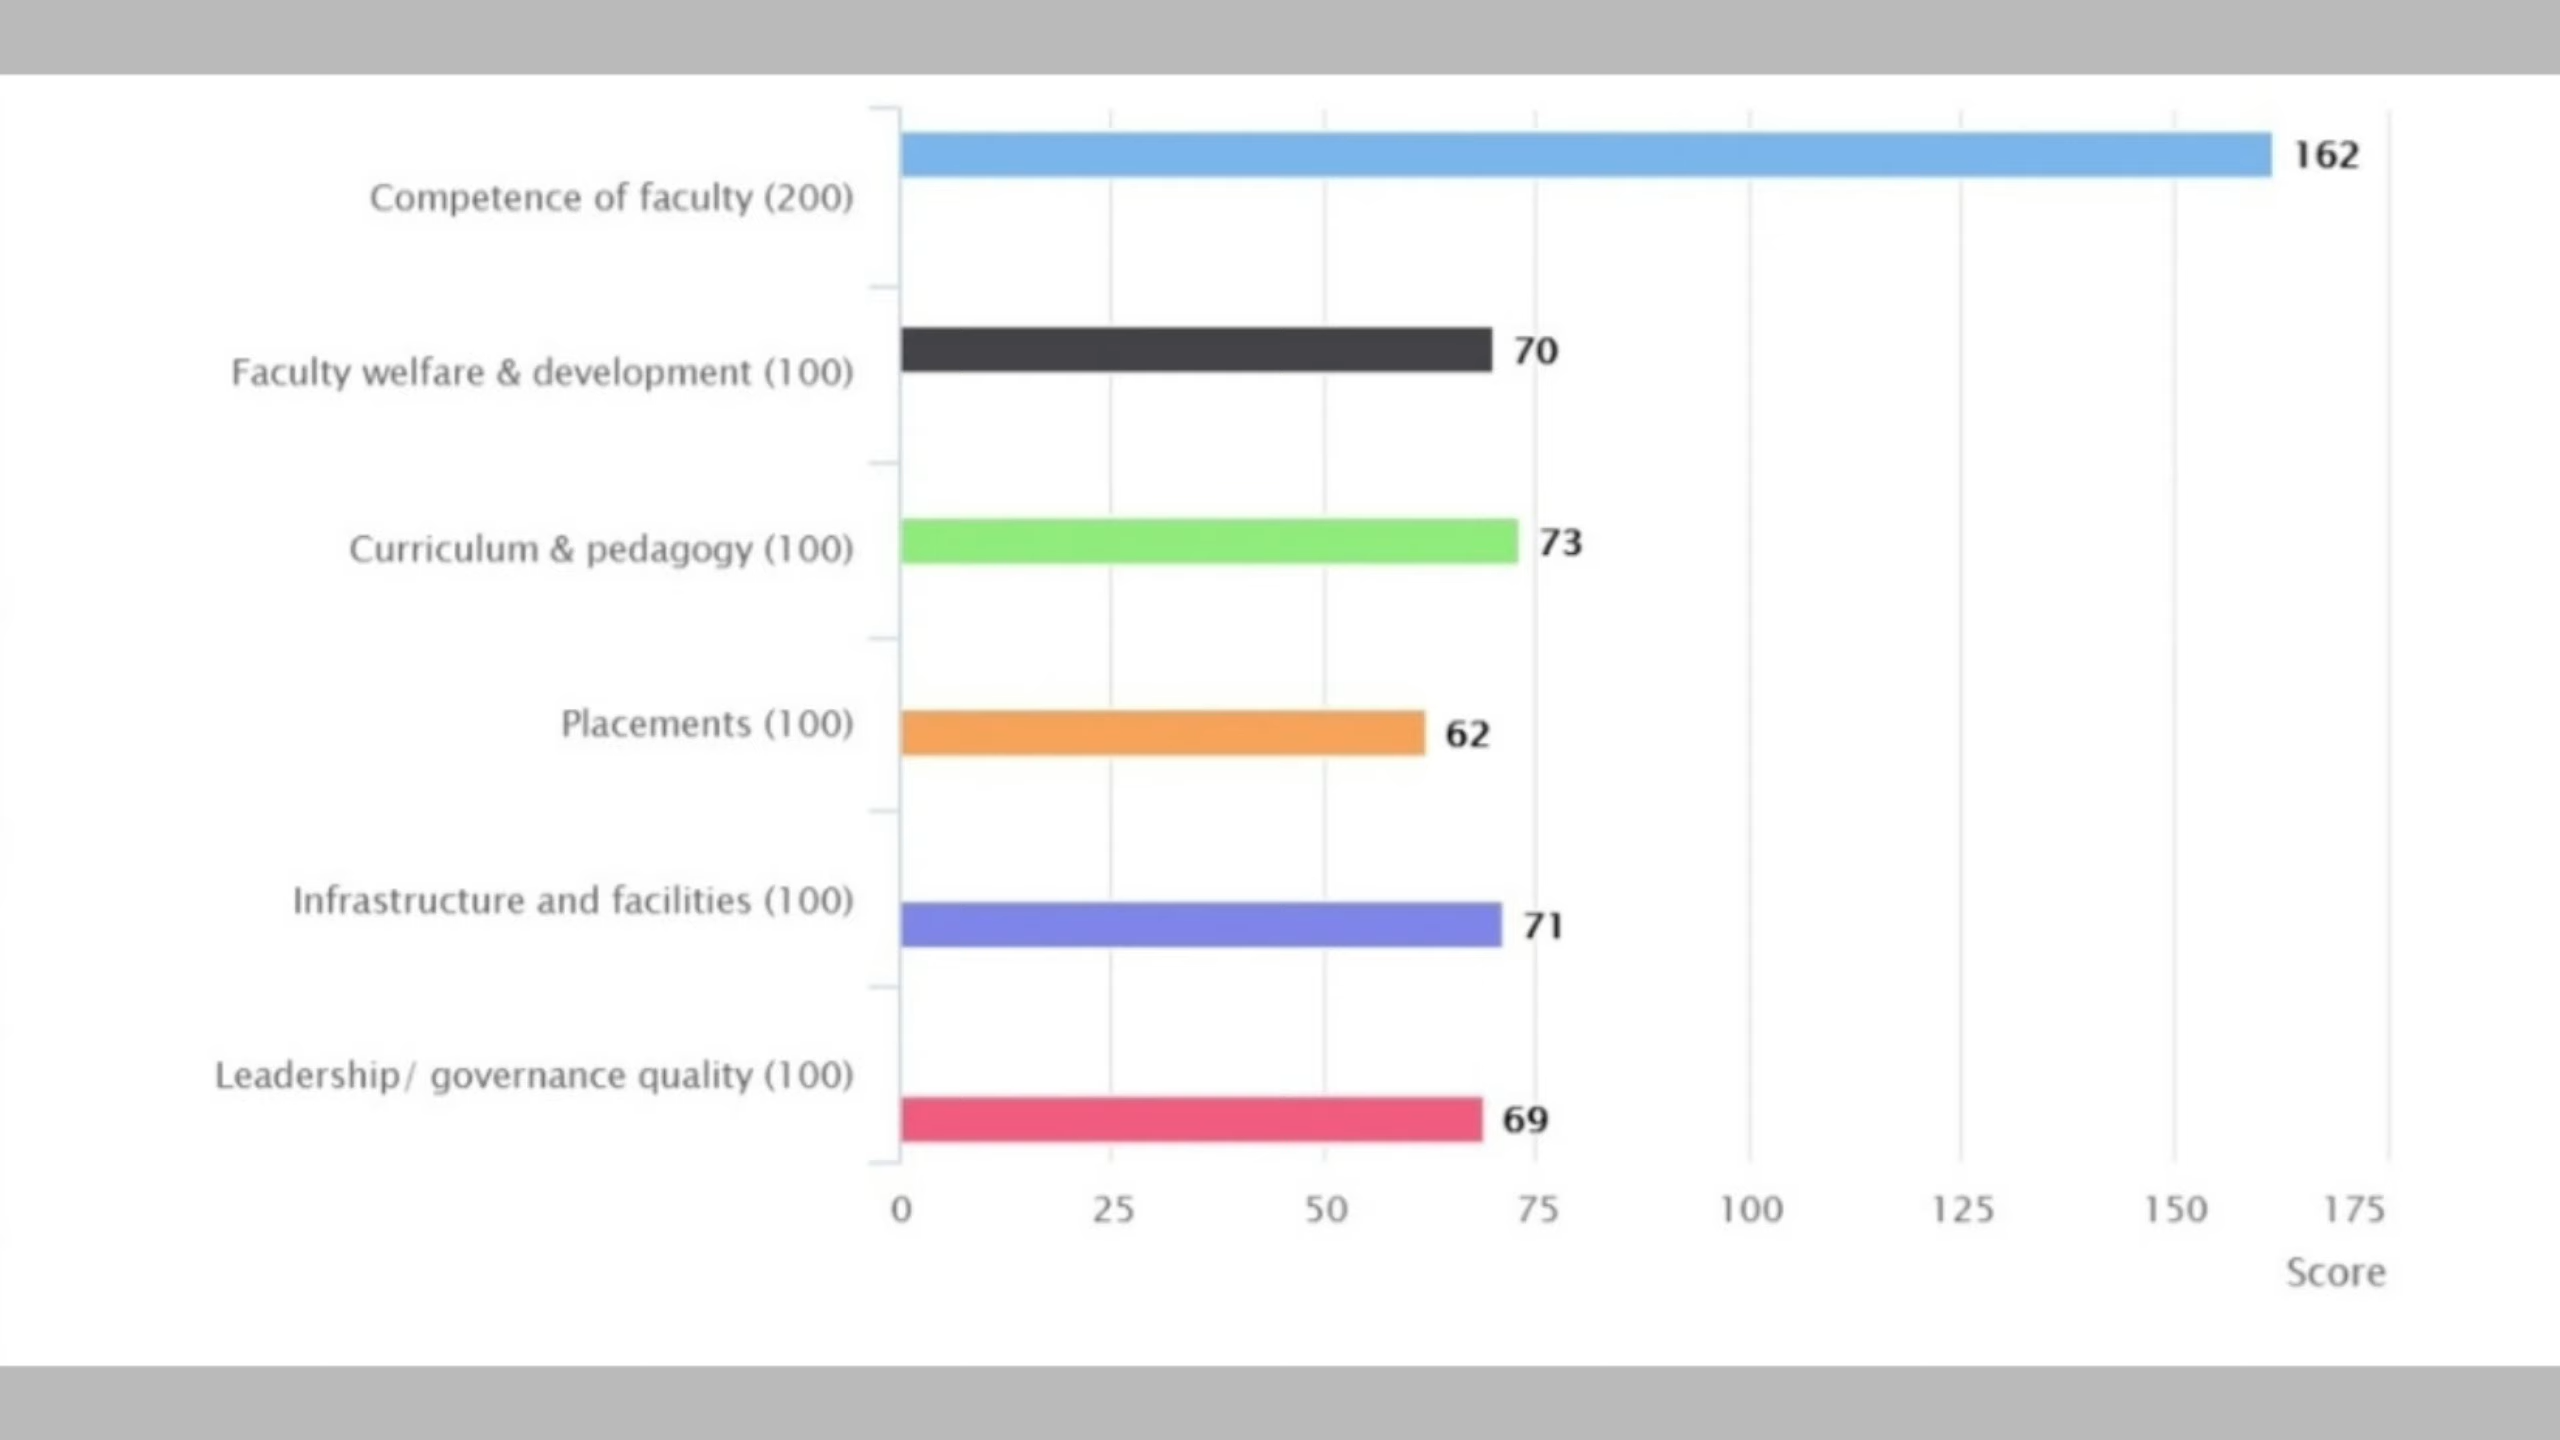 162
Competence of faculty (200)
70
Faculty welfare & development (100)
73
Curriculum & pedagogy (100)
62
Placements (100)
Infrastructure and facilities (100)
71
Leadership/ governance quality (100)
69
0 25 50 75 100 125 150 175
Score